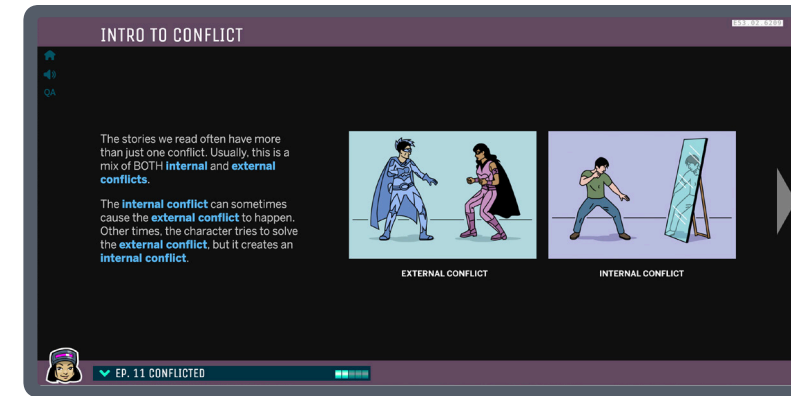 E53.02.6209
INTRO TO CONFLICT
QA
The stories we read often have more
than just one conflict. Usually, this is a
mix of BOTH internal and external
conflicts.
The internal conflict can sometimes
cause the external conflict to happen.
Other times, the character tries to solve
the external conflict, but it creates an
internal conflict.
EXTERNAL CONFLICT
INTERNAL CONFLICT
EP. 11 CONFLICTED